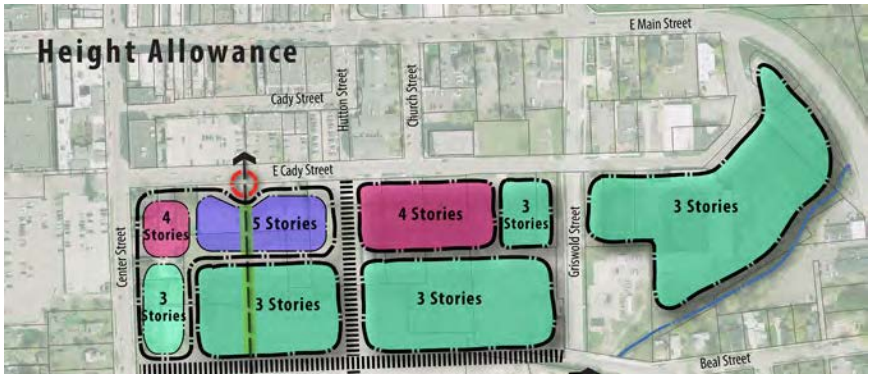 E Main Street
Height Allowance
Hutton Street
Church Street
Cady Street
E Cady Street
4
Stories
5 Stories
4 Stories
3
Stories
3 Stories
Center Street
Griswold Street
3
Stories
3 Stories
3 Stories
Beal Street